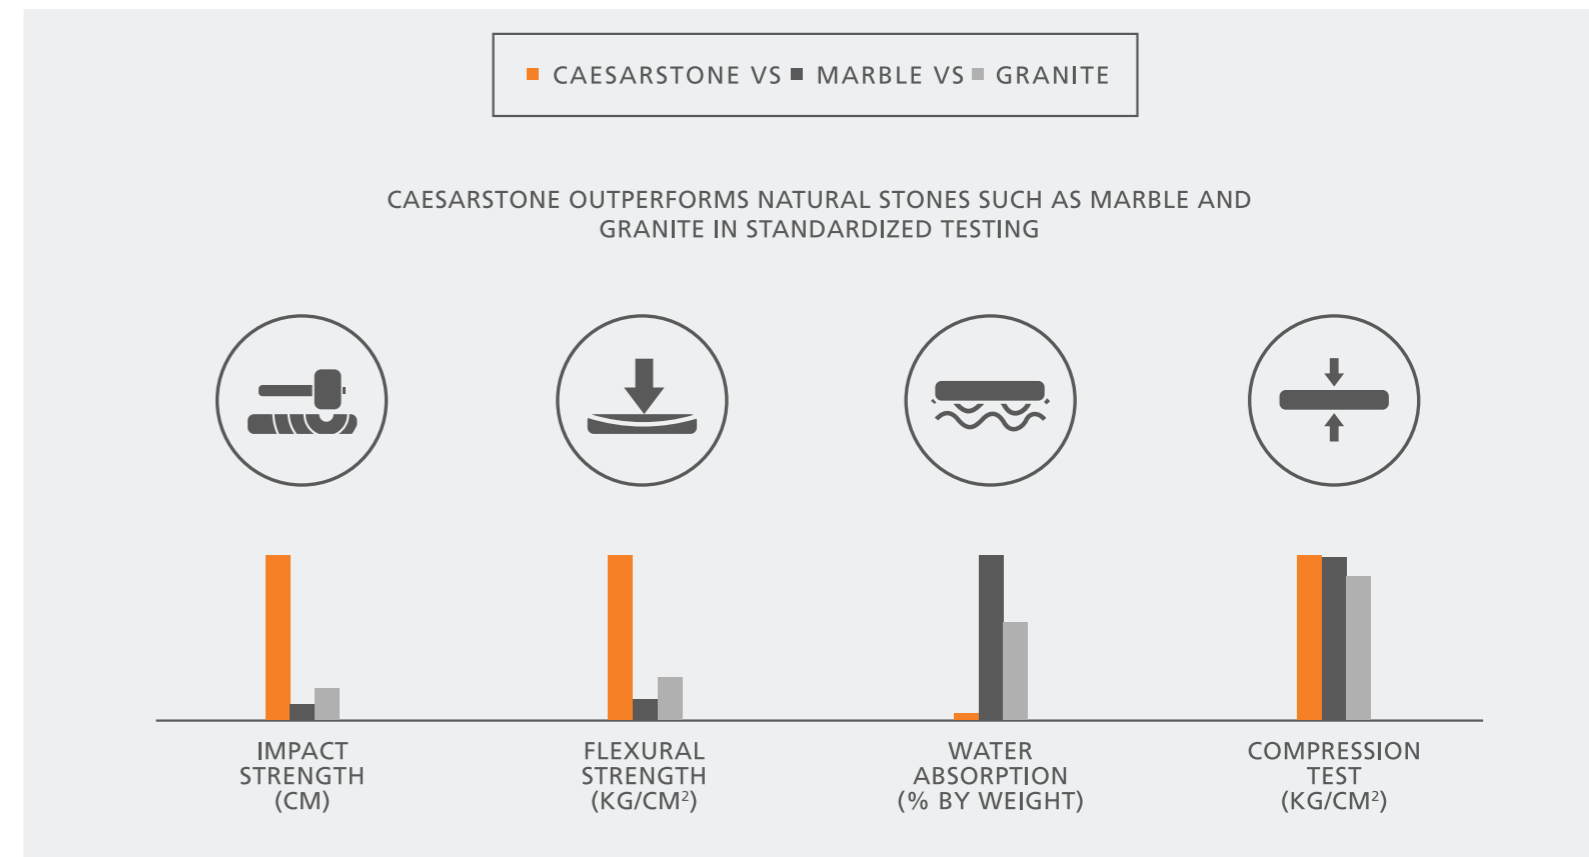 CAESARSTONE VS MARBLE VS GRANITE
CAESARSTONE OUTPERFORMS NATURAL STONES SUCH AS MARBLE AND
GRANITE IN STANDARDIZED TESTING
IMPACT
STRENGTH
(CM)
FLEXURAL
STRENGTH
(KG/CM²)
WATER
ABSORPTION
(% BY WEIGHT)
COMPRESSION
TEST
(KG/CM²)